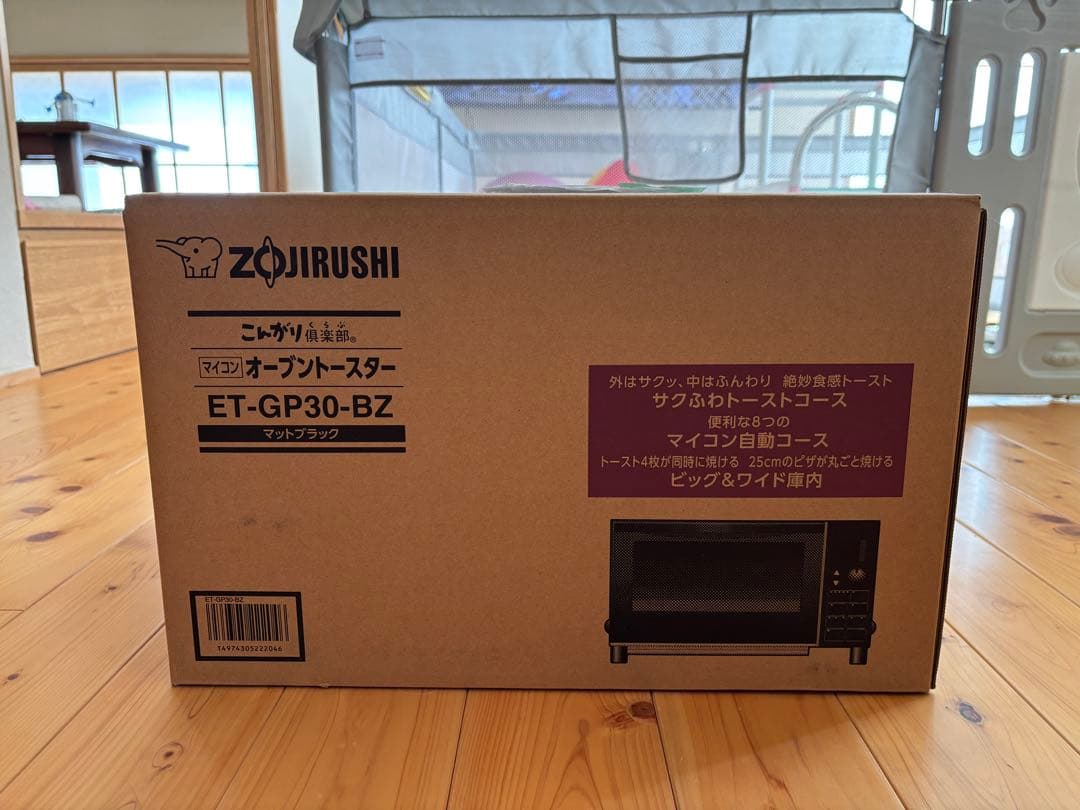 ZOJIRUSHI
こんがり倶楽部®
くらぶ
マイコン オーブントースター
ET-GP30-BZ
マットブラック
外はサクッ、中はふんわり 絶妙食感トースト
サクふわトーストコース
便利な8つの
マイコン自動コース
トースト4枚が同時に焼ける 25cmのピザが丸ごと焼ける
ビッグ&ワイド庫内
ET-GP30-BZ
T4974305222046